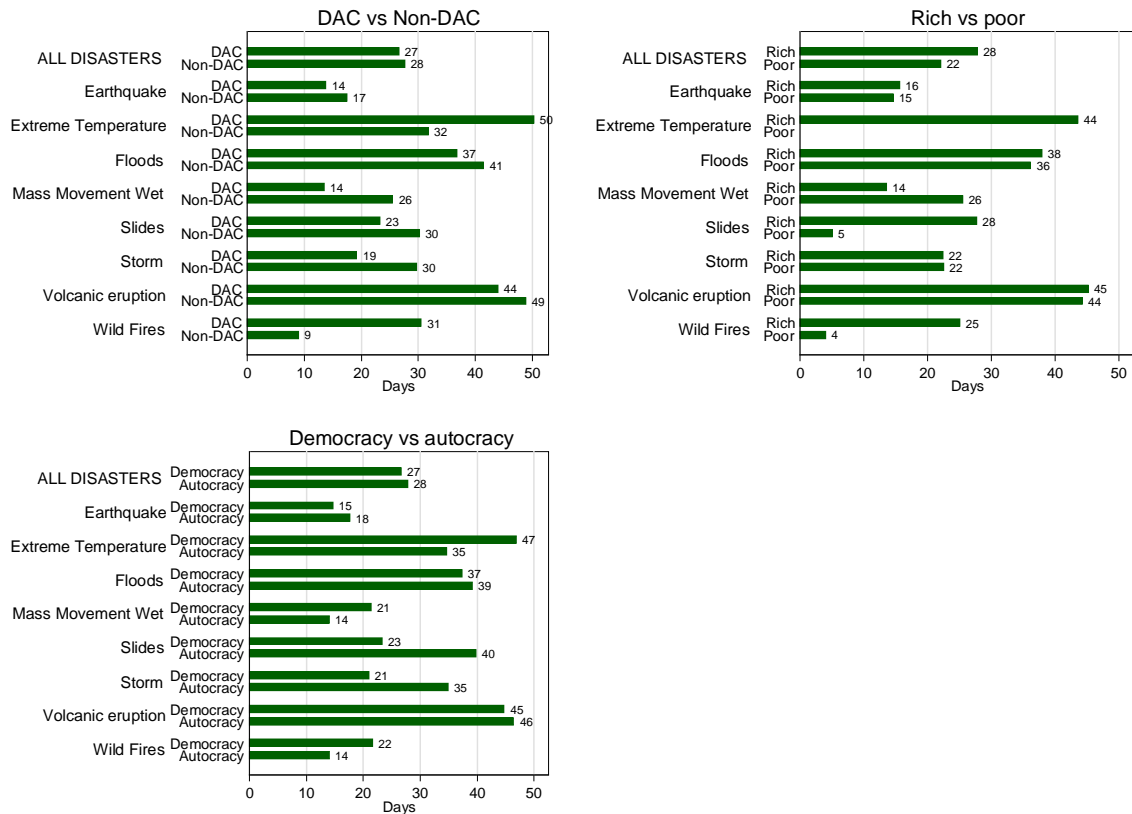 DAC vs Non-DAC
ALL DISASTERS
DAC 27
Non-DAC 28
Earthquake
DAC 14
Non-DAC 17
Extreme Temperature
DAC 50
Non-DAC 32
Floods
DAC 37
Non-DAC 41
Mass Movement Wet
DAC 14
Non-DAC 26
Slides
DAC 23
Non-DAC 30
Storm
DAC 19
Non-DAC 30
Volcanic eruption
DAC 44
Non-DAC 49
Wild Fires
DAC 31
Non-DAC 9
0 10 20 30 40 50
Days
Rich vs poor
ALL DISASTERS
Rich 28
Poor 22
Earthquake
Rich 16
Poor 15
Extreme Temperature
Rich 44
Poor
Floods
Rich 38
Poor 36
Mass Movement Wet
Rich 14
Poor 26
Slides
Rich 28
Poor 5
Storm
Rich 22
Poor 22
Volcanic eruption
Rich 45
Poor 44
Wild Fires
Rich 25
Poor 4
0 10 20 30 40 50
Days
Democracy vs autocracy
ALL DISASTERS
Democracy 27
Autocracy 28
Earthquake
Democracy 15
Autocracy 18
Extreme Temperature
Democracy 47
Autocracy 35
Floods
Democracy 37
Autocracy 39
Mass Movement Wet
Democracy 21
Autocracy 14
Slides
Democracy 23
Autocracy 40
Storm
Democracy 21
Autocracy 35
Volcanic eruption
Democracy 45
Autocracy 46
Wild Fires
Democracy 22
Autocracy 14
0 10 20 30 40 50
Days